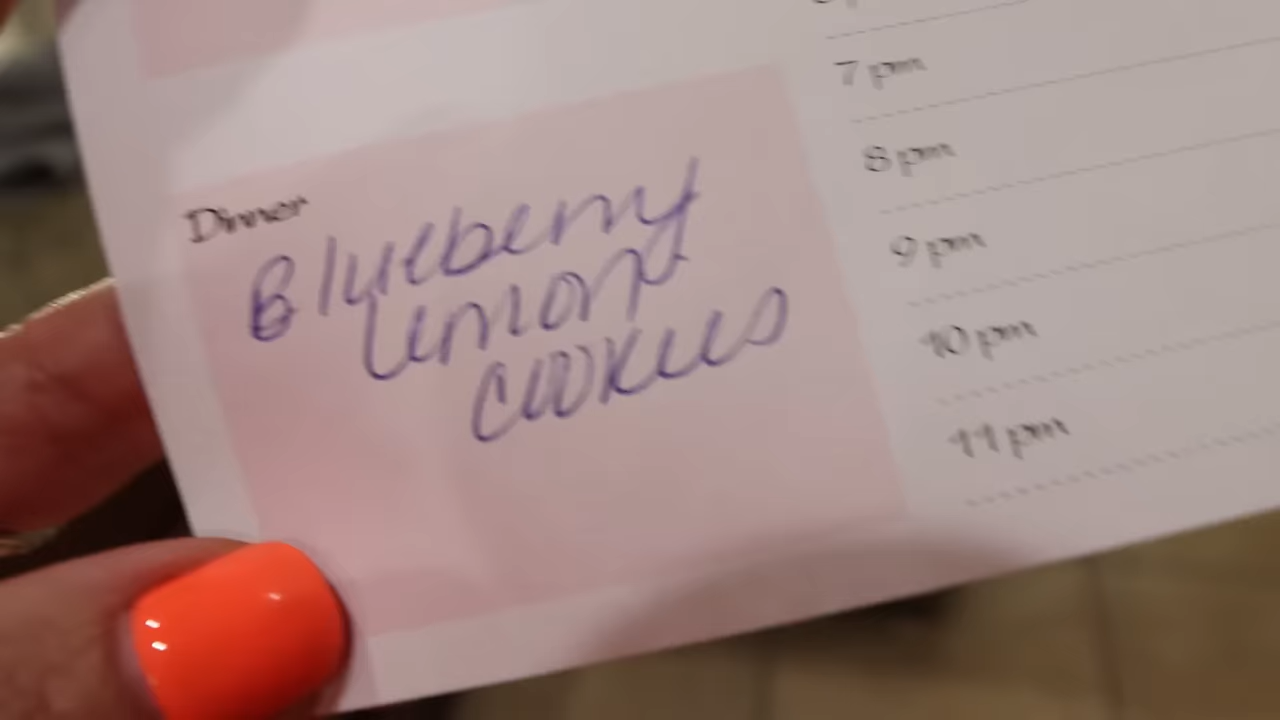 Dinner
Blueberry
Lemon
Cookies
7 pm
8 pm
9 pm
10 pm
11 pm